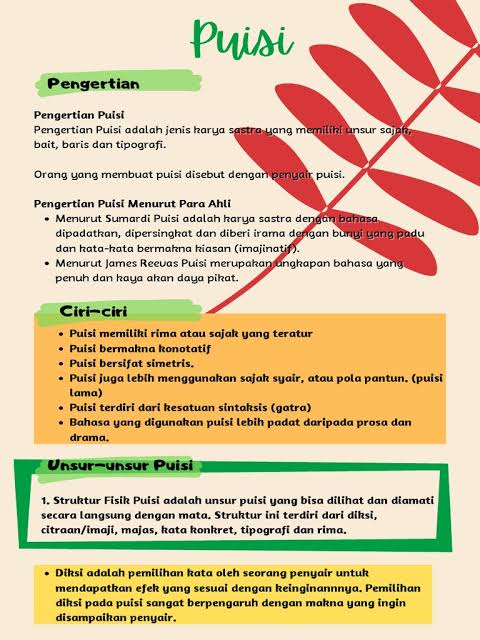 Puisi
Pengertian
Pengertian Puisi
Pengertian Puisi adalah jenis karya sastra yang memiliki unsur sajak,
bait, baris dan tipografi.
Orang yang membuat puisi disebut dengan penyair puisi.
Pengertian Puisi Menurut Para Ahli
• Menurut Sumardi Puisi adalah karya sastra dengan bahasa
dipadatkan, dipersingkat dan diberi irama dengan bunyi yang padu
dan kata-kata bermakna kiasan (imajinatif).
• Menurut James Reevas Puisi merupakan ungkapan bahasa yang
penuh dan kaya akan daya pikat.
Ciri-ciri
• Puisi memiliki rima atau sajak yang teratur
• Puisi bermakna konotatif
• Puisi bersifat simetris.
• Puisi juga lebih menggunakan sajak syair, atau pola pantun. (puisi
lama)
• Puisi terdiri dari kesatuan sintaksis (gatra)
• Bahasa yang digunakan puisi lebih padat daripada prosa dan
drama.
Unsur-unsur Puisi
1. Struktur Fisik Puisi adalah unsur puisi yang bisa dilihat dan diamati
secara langsung dengan mata. Struktur ini terdiri dari diksi,
citraan/imaji, majas, kata konkret, tipografi dan rima.
• Diksi adalah pemilihan kata oleh seorang penyair untuk
mendapatkan efek yang sesuai dengan keinginannnya. Pemilihan
diksi pada puisi sangat berpengaruh dengan makna yang ingin
disampaikan penyair.